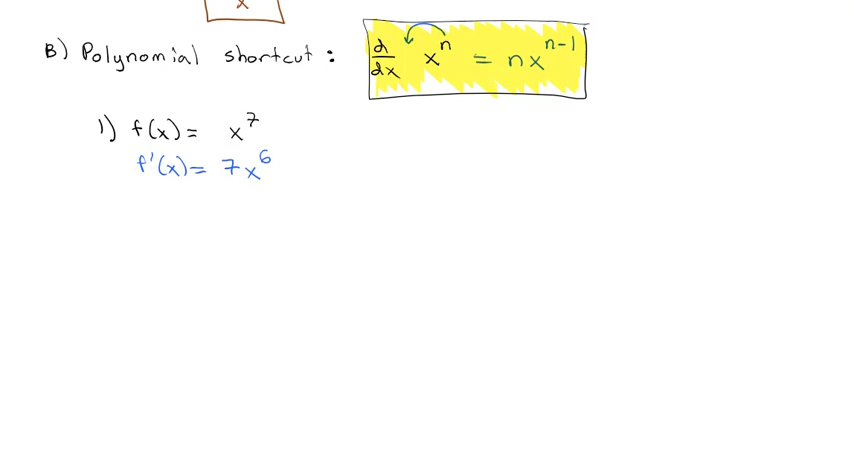 x
B) Polynomial shortcut : d/dx x^n = nx^(n-1)
1) f(x) = x^7
f'(x) = 7x^6